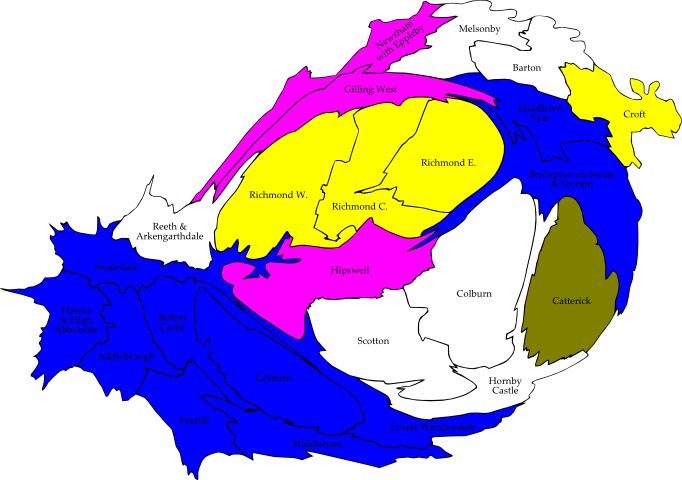 Melsonby
Newsham
with Eppleby
Barton
Gilling West
Middleton
Tyas
Croft
Richmond E.
Brompton-on-Swale
& Scorton
Richmond W.
Richmond C.
Reeth &
Arkengarthdale
Swaledale
Hipswell
Colburn
Catterick
Hawes
& High
Abbotside
Bolton
Castle
Scotton
Addlebrough
Leyburn
Hornby
Castle
Penhill
Lower Wensleydale
Middleham